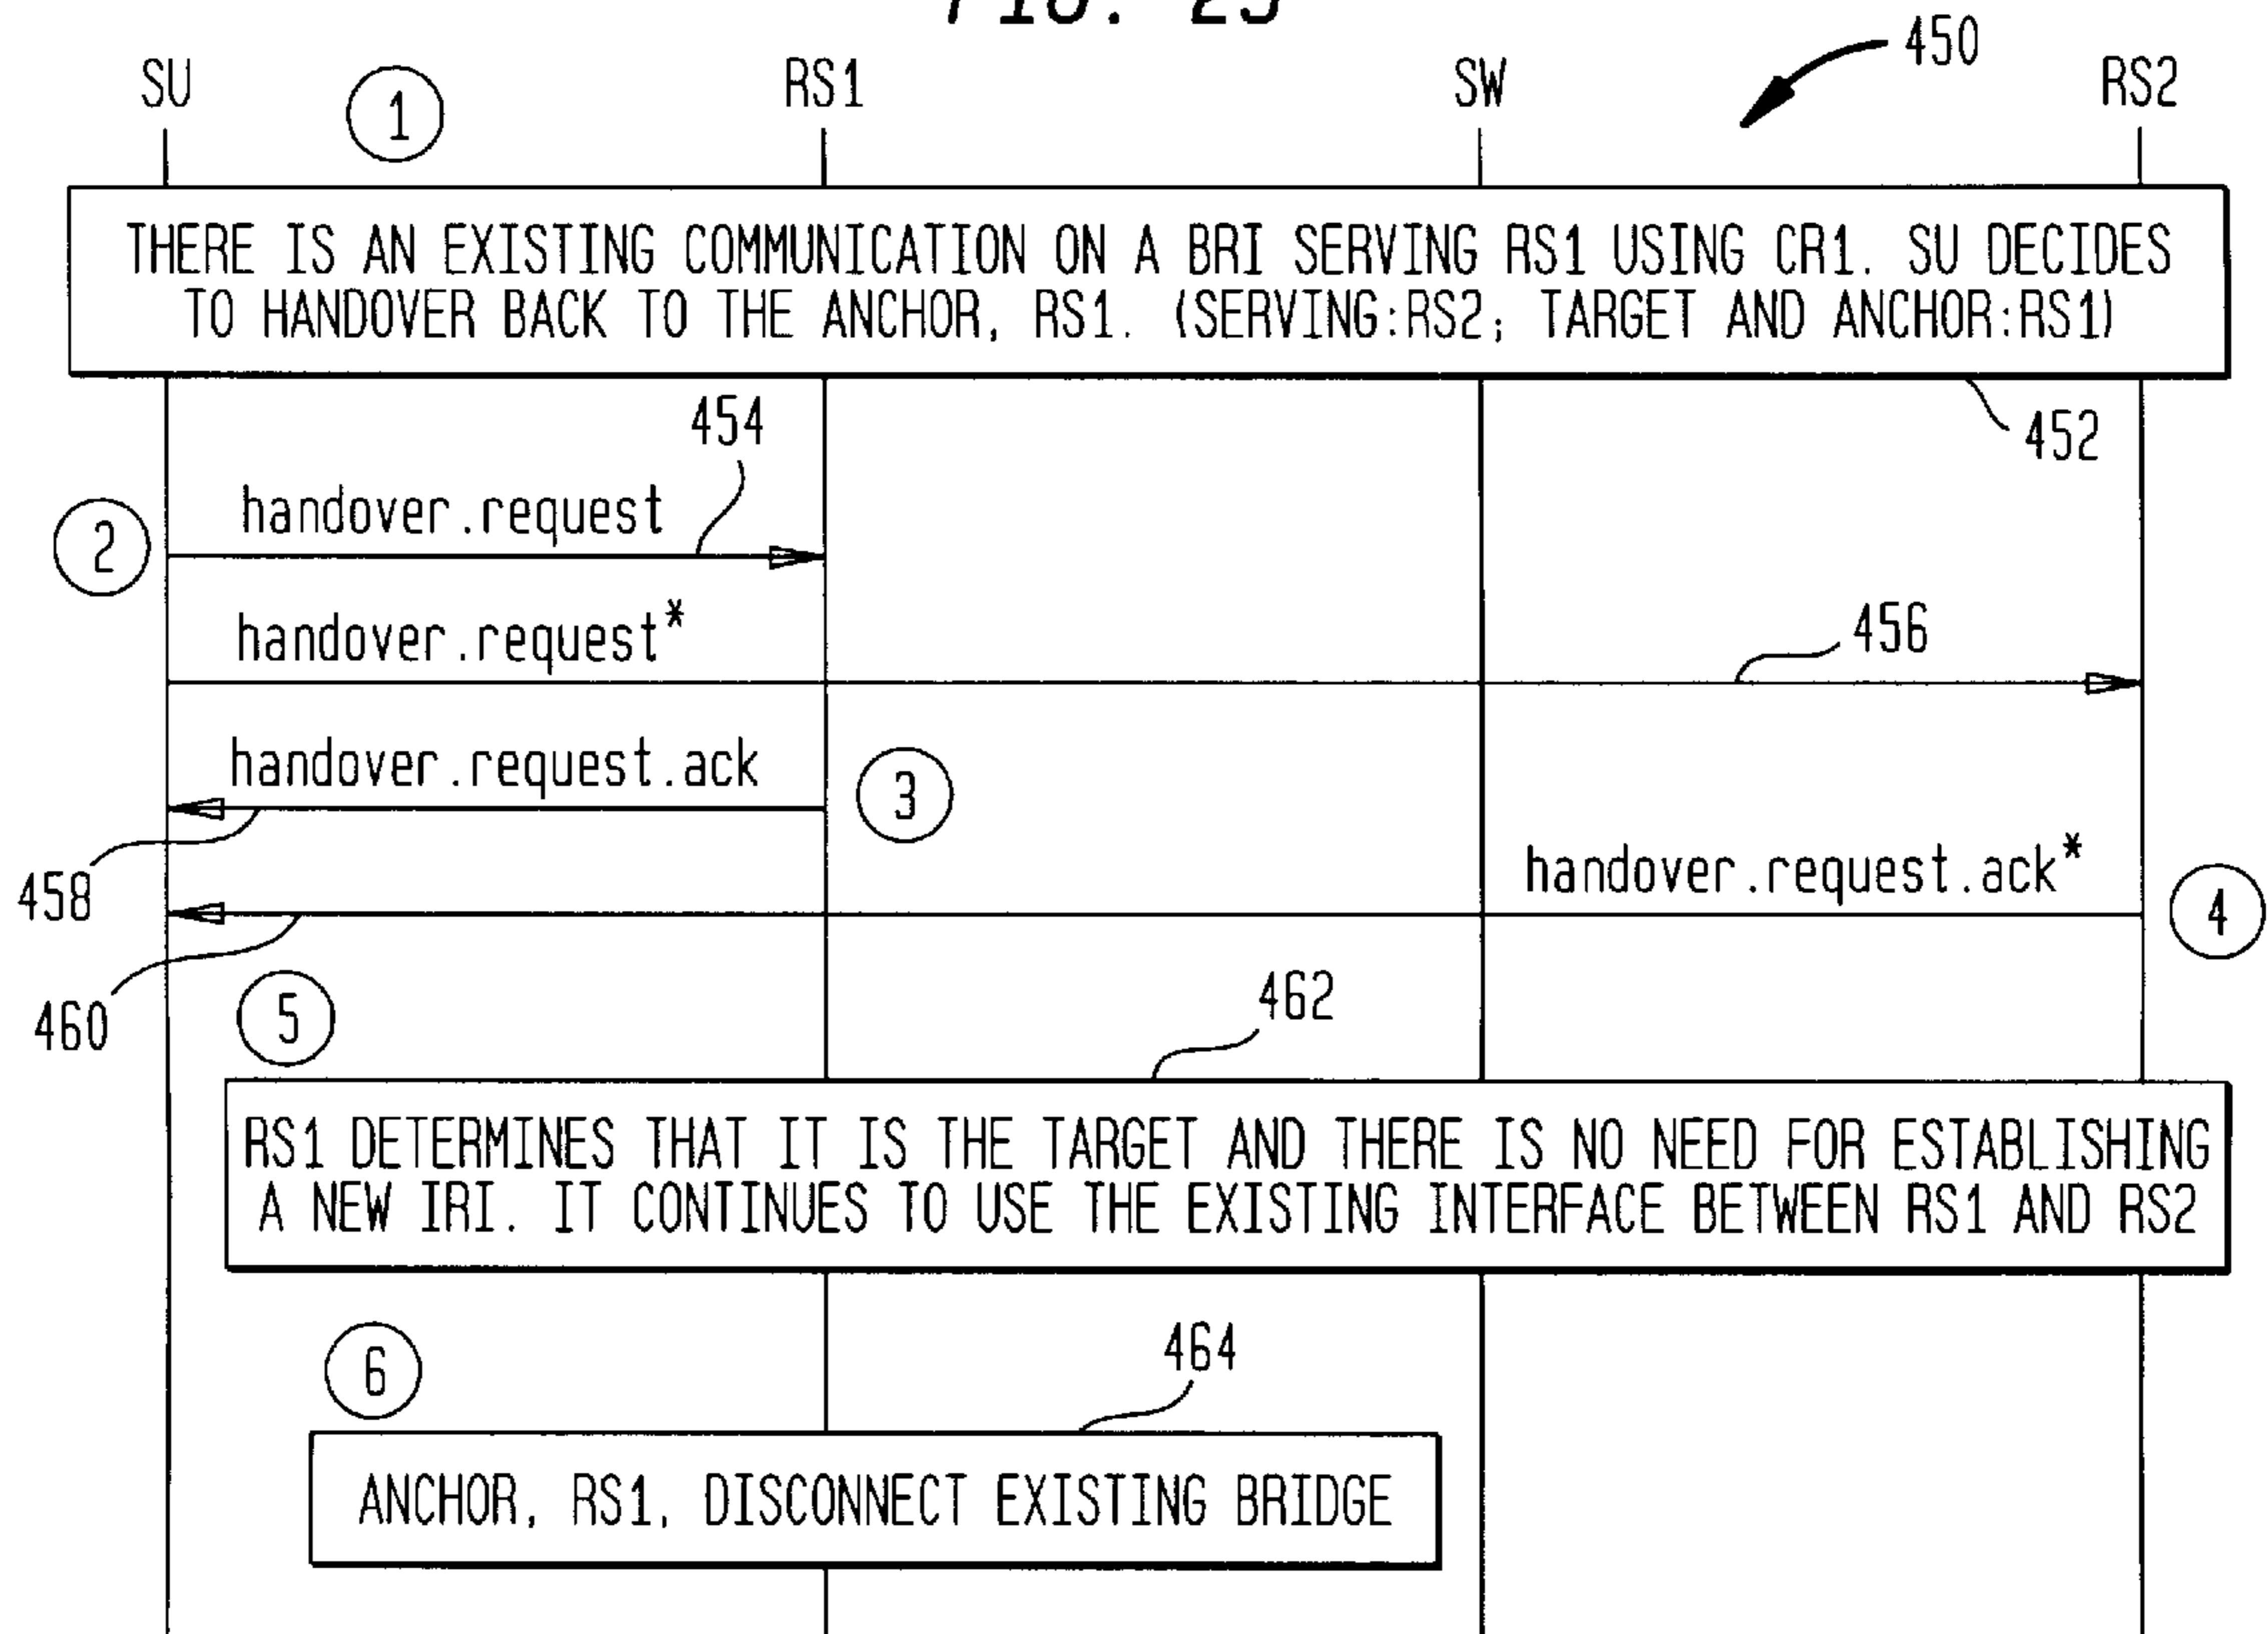 FIG. 23
450
SU
1
RS1
SW
RS2
THERE IS AN EXISTING COMMUNICATION ON A BRI SERVING RS1 USING CR1. SU DECIDES
TO HANDOVER BACK TO THE ANCHOR, RS1. (SERVING:RS2; TARGET AND ANCHOR:RS1)
452
454
handover.request
2
handover.request*
456
handover.request.ack
3
458
handover.request.ack*
4
460
5
462
RS1 DETERMINES THAT IT IS THE TARGET AND THERE IS NO NEED FOR ESTABLISHING
A NEW IRI. IT CONTINUES TO USE THE EXISTING INTERFACE BETWEEN RS1 AND RS2
6
464
ANCHOR, RS1, DISCONNECT EXISTING BRIDGE